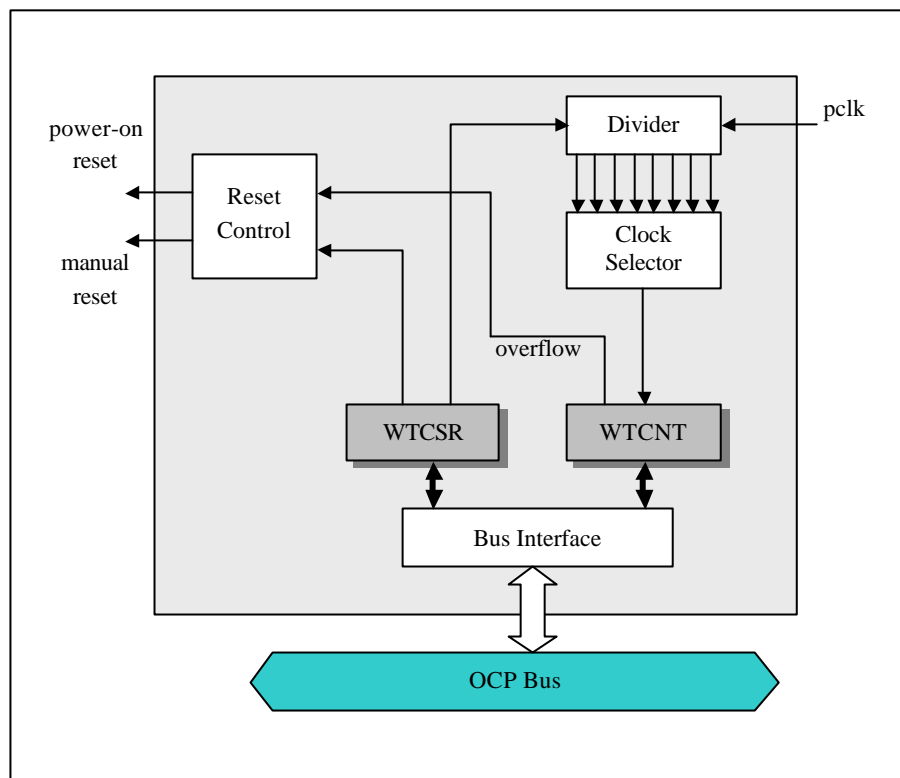 power-on
reset
manual
reset
Reset
Control
Divider
pclk
Clock
Selector
overflow
WTCSR
WTCNT
Bus Interface
OCP Bus